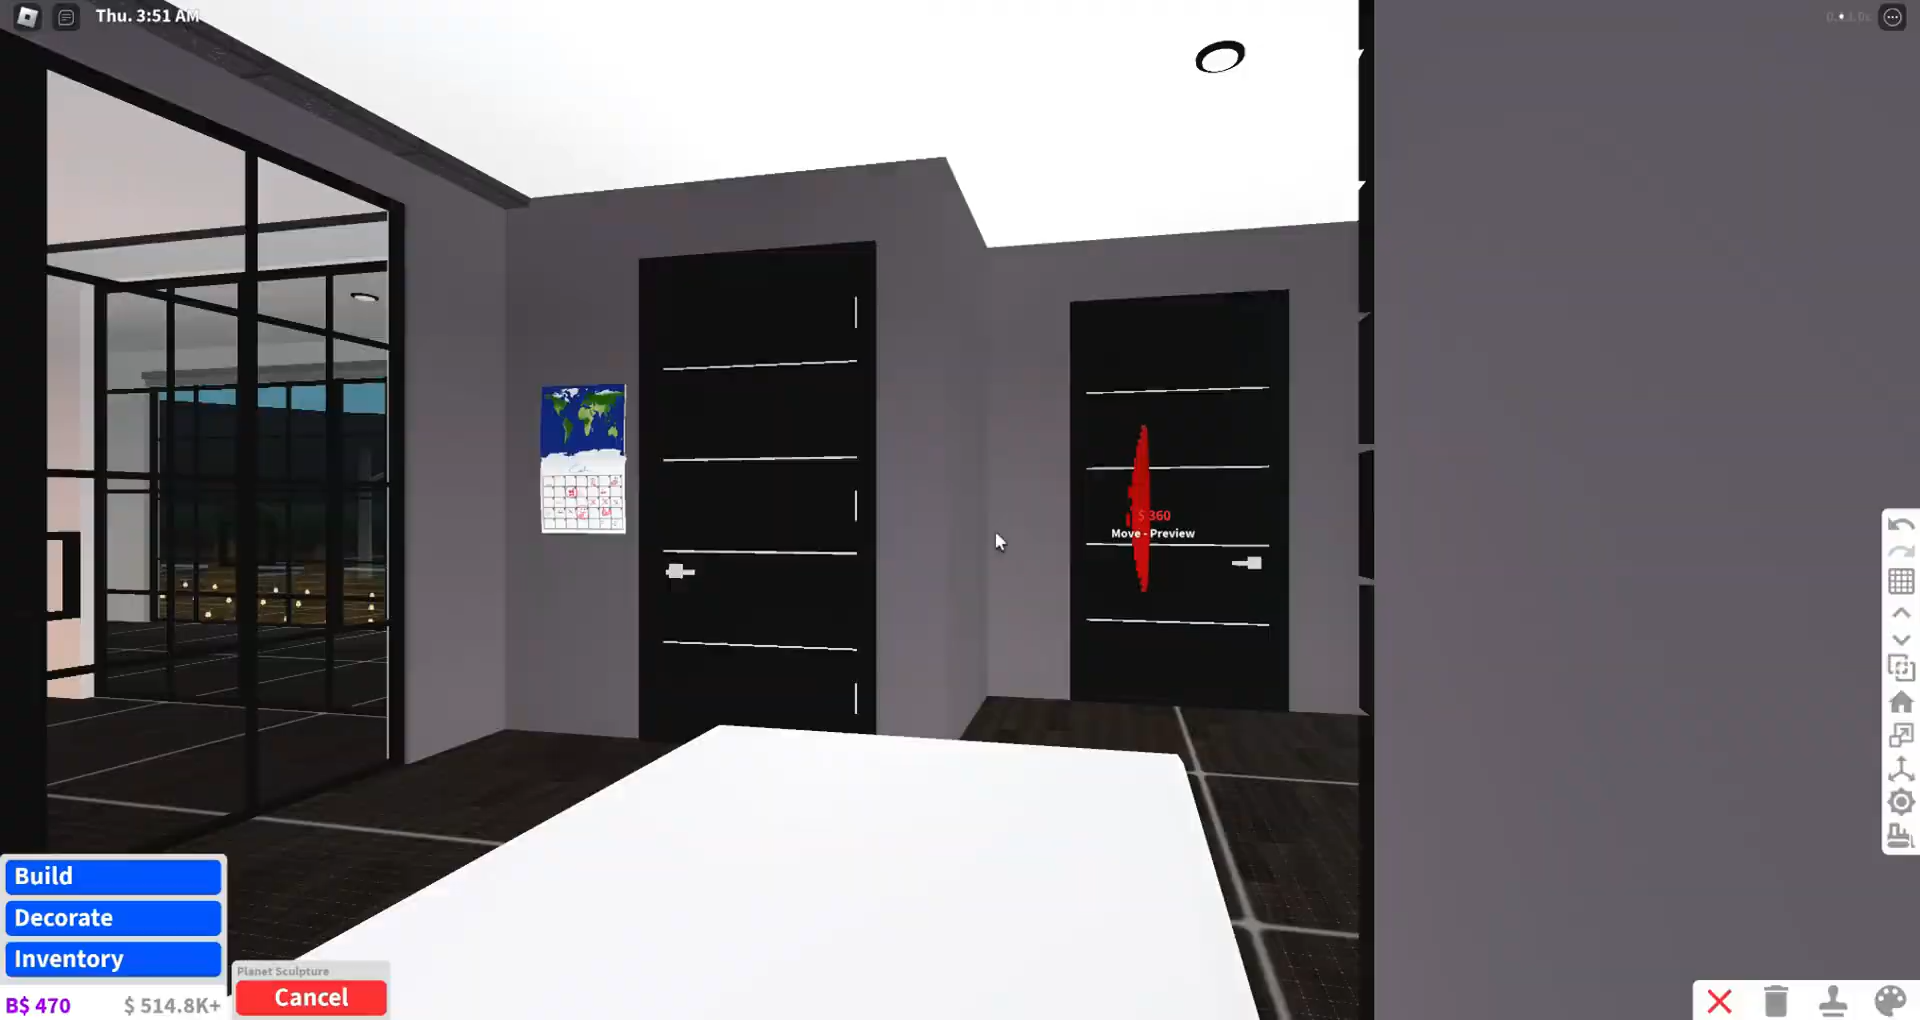 Thu. 3:51 AM
$ 360
Move - Preview
Build
Decorate
Inventory
Planet Sculpture
Cancel
B$ 470
$ 514.8K+